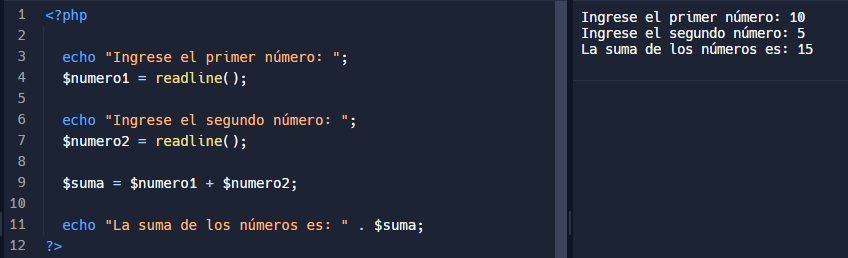 1 <?php
2
3 echo "Ingrese el primer número: ";
4 $numero1 = readline();
5
6 echo "Ingrese el segundo número: ";
7 $numero2 = readline();
8
9 $suma = $numero1 + $numero2;
10
11 echo "La suma de los números es: " . $suma;
12 ?>
Ingrese el primer número: 10
Ingrese el segundo número: 5
La suma de los números es: 15